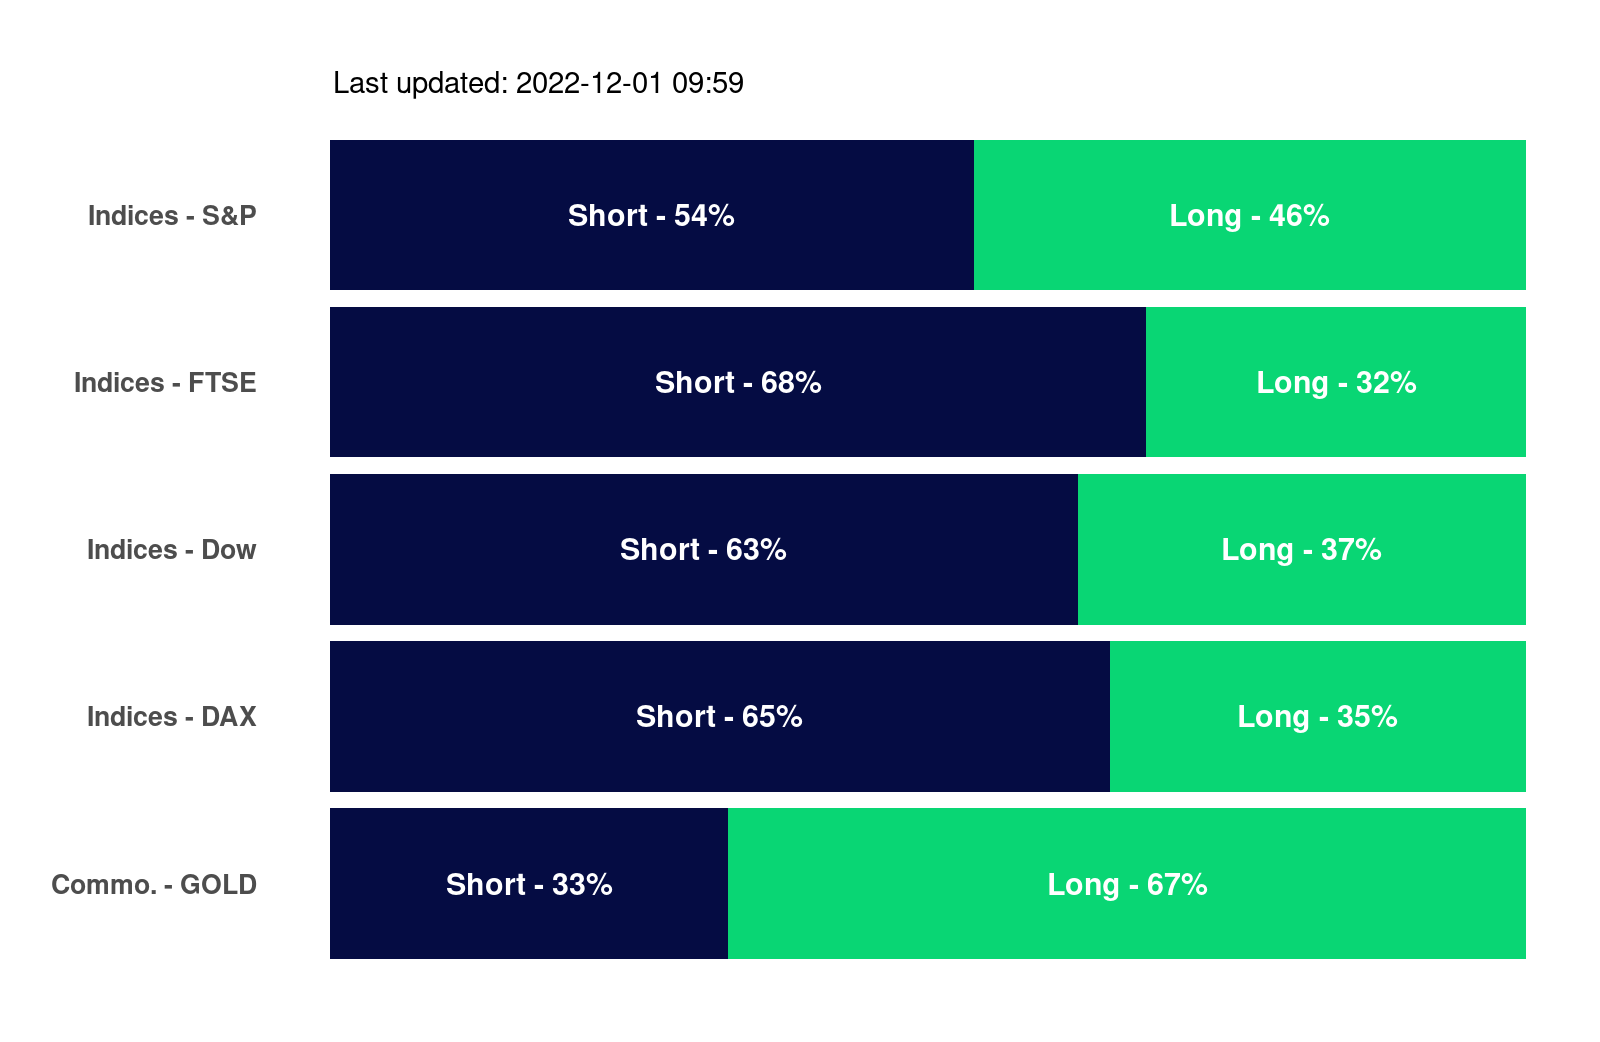 Last updated: 2022-12-01 09:59
Indices - S&P Short - 54% Long - 46%
Indices - FTSE Short - 68% Long - 32%
Indices - Dow Short - 63% Long - 37%
Indices - DAX Short - 65% Long - 35%
Commo. - GOLD Short - 33% Long - 67%